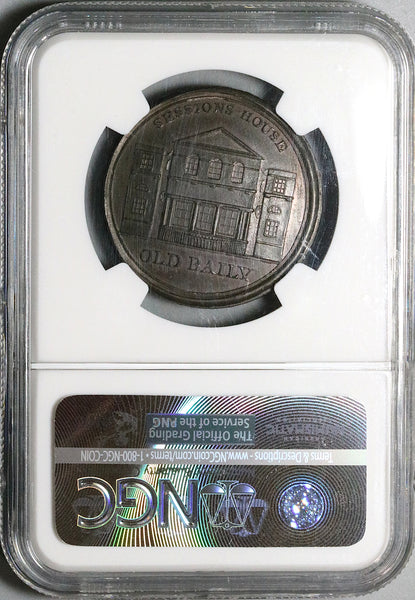 SESSIONS HOUSE
OLD BAILY
The Official Grading
Service of the PNG
Terms & Descriptions - www.NGCcoin.com/terms • 1-800-NGC-COIN
NGC